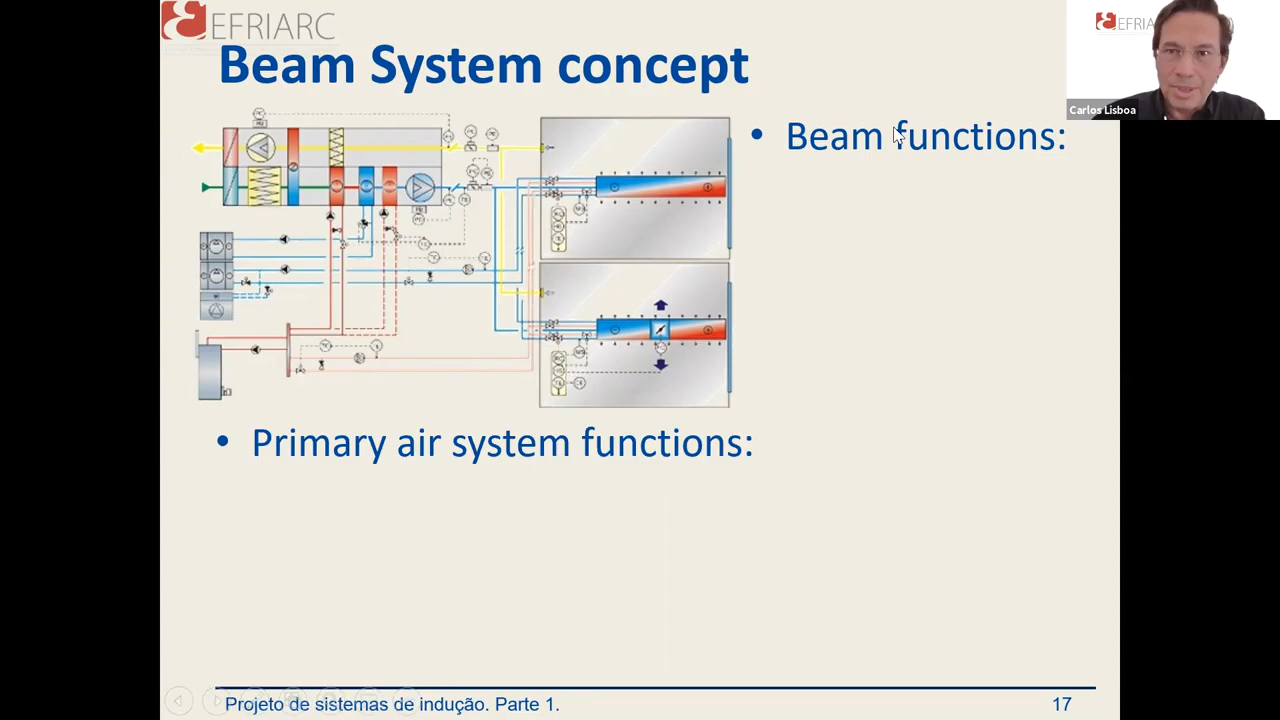 EFRIARC
Beam System concept
EFRIA
Carlos Lisboa
• Beam functions:
• Primary air system functions:
Projeto de sistemas de indução. Parte 1.
17